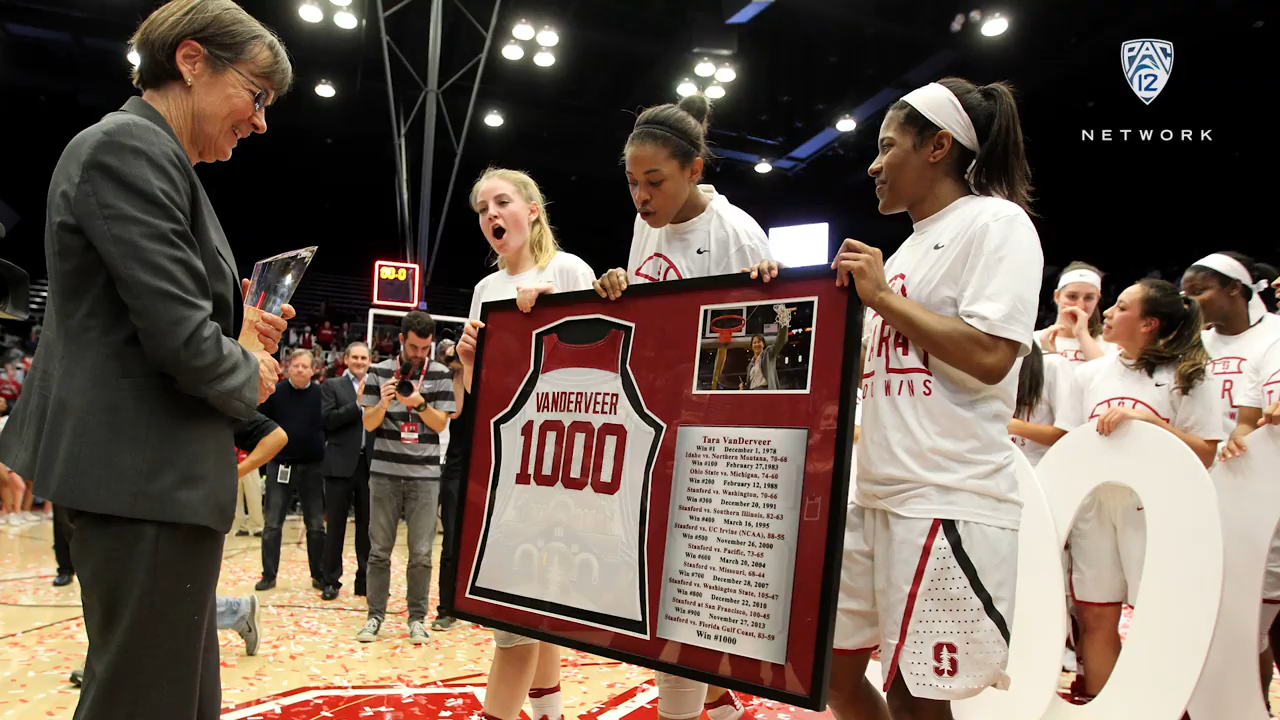 PAC
12
NETWORK
VANDERVEER
1000
Tara VanDerveer
Win #1 December 1, 1978
Idaho vs. Northern Montana, 70-68
Win #100 February 27, 1983
Ohio State vs. Michigan, 74-60
Win #200 February 12, 1988
Stanford vs. Washington, 70-66
Win #300 December 20, 1991
Stanford vs. Southern Illinois, 82-63
Win #400 March 16, 1995
Stanford vs. UC Irvine (NCAA), 88-55
Win #500 November 26, 2000
Stanford vs. Pacific, 73-65
Win #600 March 20, 2004
Stanford vs. Missouri, 68-44
Win #700 December 28, 2007
Stanford vs. Washington State, 105-47
Win #800 December 22, 2010
Stanford at San Francisco, 100-45
Win #900 November 27, 2013
Stanford vs. Florida Gulf Coast, 83-59
Win #1000
WINS
S